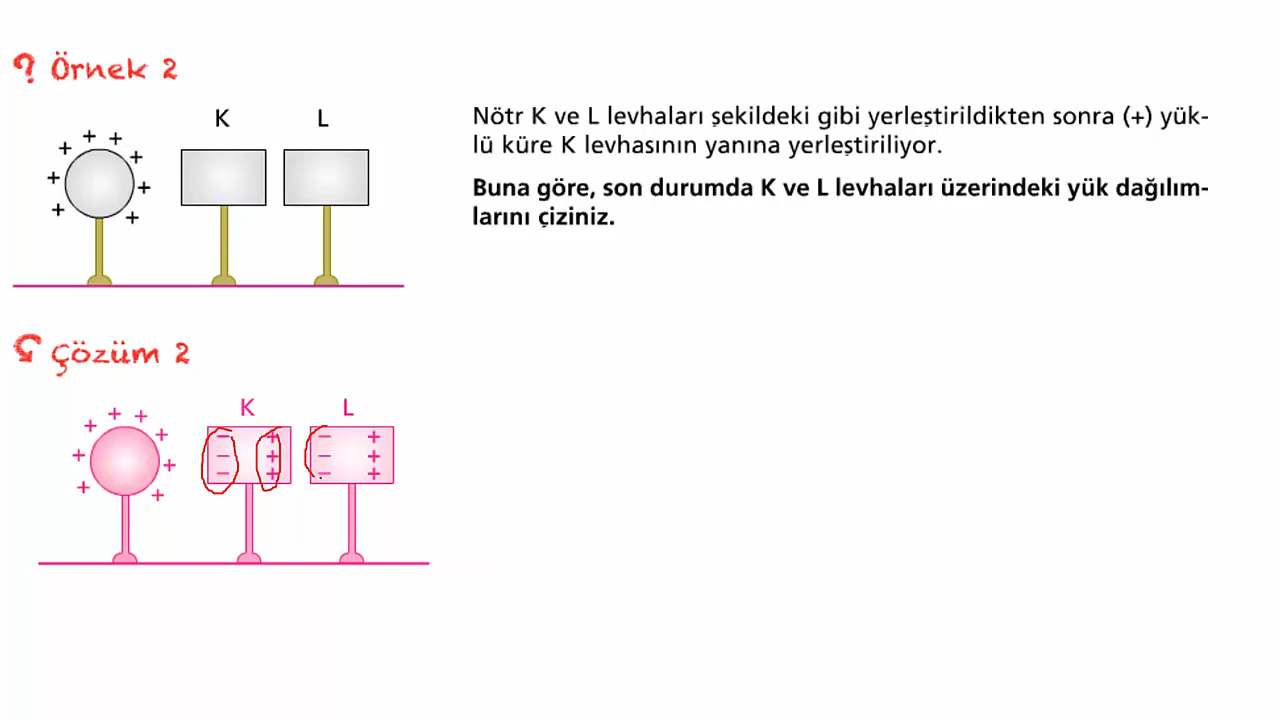 ? Örnek 2
K L
Nötr K ve L levhaları şekildeki gibi yerleştirildikten sonra (+) yük-
lü küre K levhasının yanına yerleştiriliyor.
Buna göre, son durumda K ve L levhaları üzerindeki yük dağılım-
larını çiziniz.
+ + + + + + + +
Çözüm 2
K L
+ + + + + + + +
– + – +
– + – +
– + – +